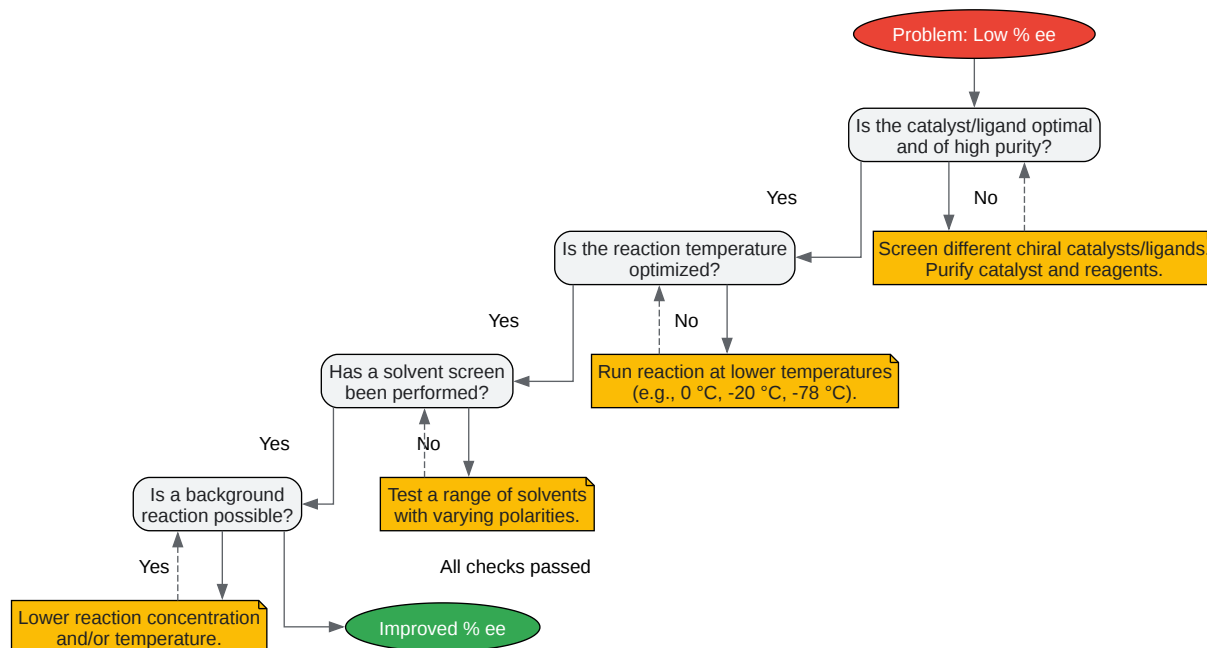 Problem: Low % ee
Is the catalyst/ligand optimal
and of high purity?
Yes
No
Screen different chiral catalysts/ligands.
Purify catalyst and reagents.
Is the reaction temperature
optimized?
Yes
No
Run reaction at lower temperatures
(e.g., 0 °C, -20 °C, -78 °C).
Has a solvent screen
been performed?
Yes
No
Test a range of solvents
with varying polarities.
Is a background
reaction possible?
Yes
All checks passed
Lower reaction concentration
and/or temperature.
Improved % ee